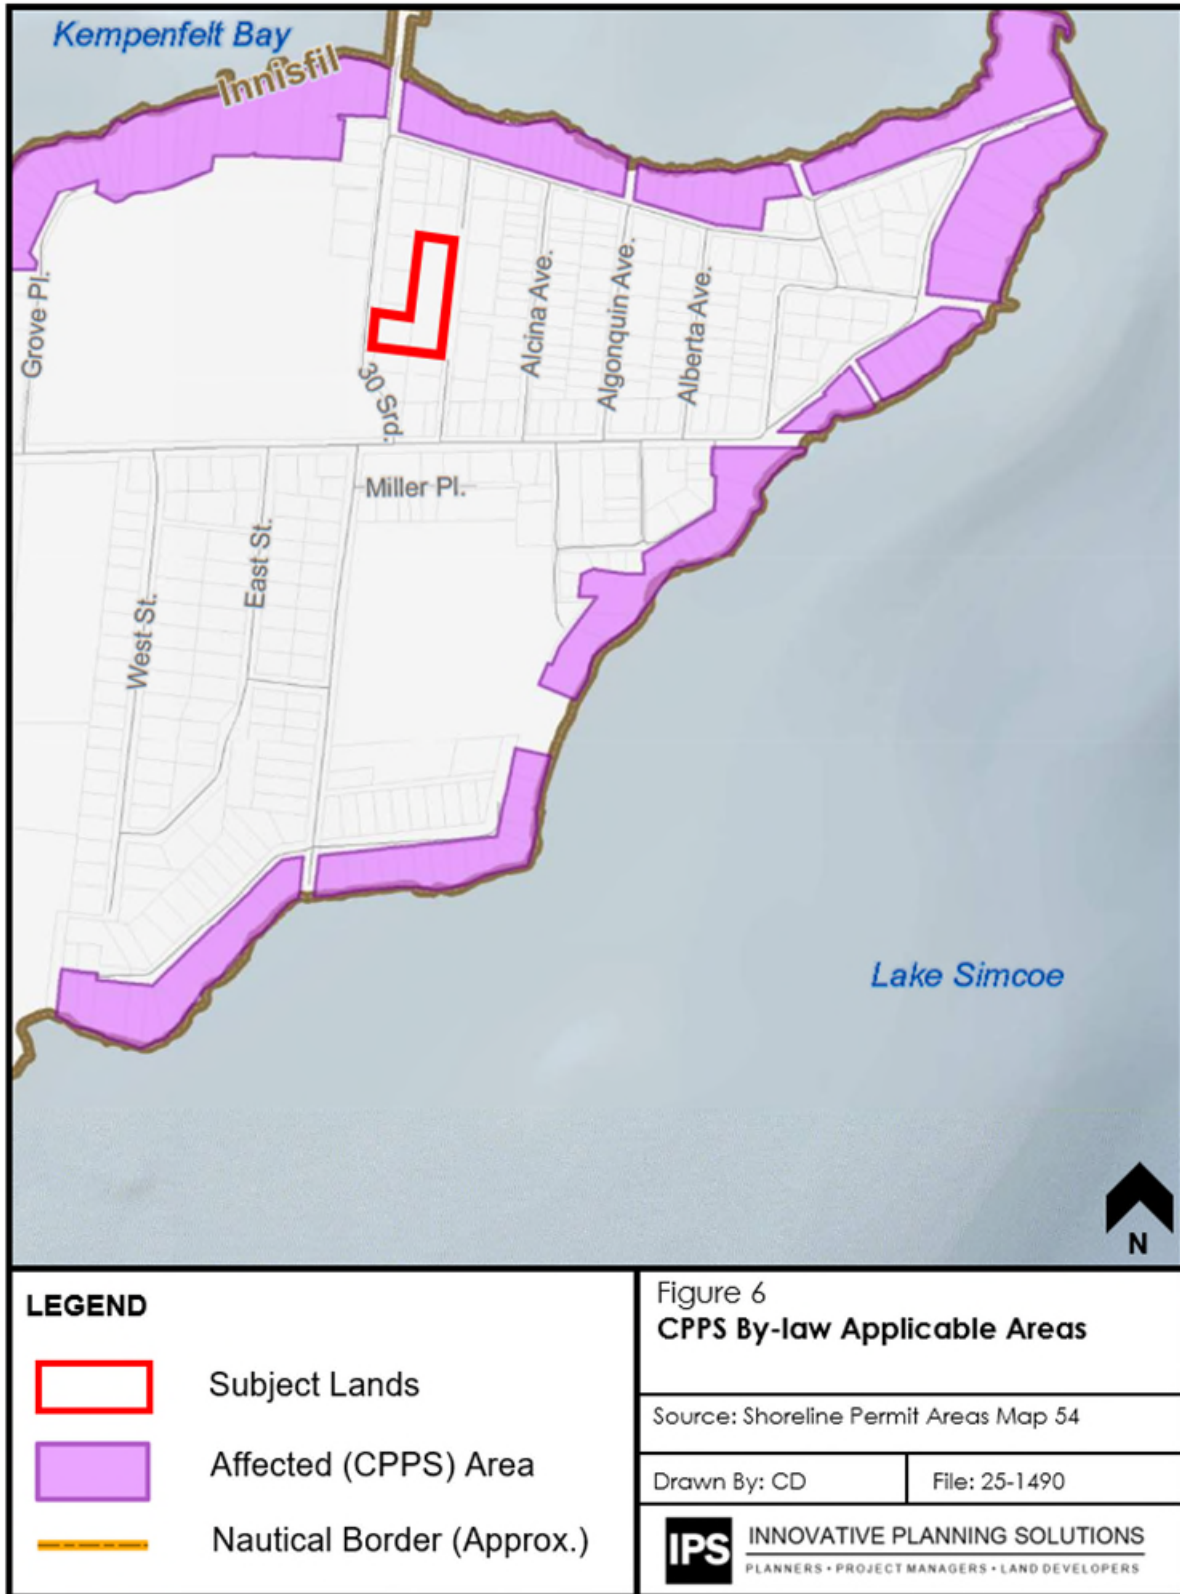 Kempenfelt Bay
Innisfil
Grove Pl.
30 Srd.
Alcina Ave.
Algonquin Ave.
Alberta Ave.
Miller Pl.
East St.
West St.
Lake Simcoe
N
LEGEND
Subject Lands
Affected (CPPS) Area
Nautical Border (Approx.)
Figure 6
CPPS By-law Applicable Areas
Source: Shoreline Permit Areas Map 54
Drawn By: CD
File: 25-1490
IPS
INNOVATIVE PLANNING SOLUTIONS
PLANNERS • PROJECT MANAGERS • LAND DEVELOPERS